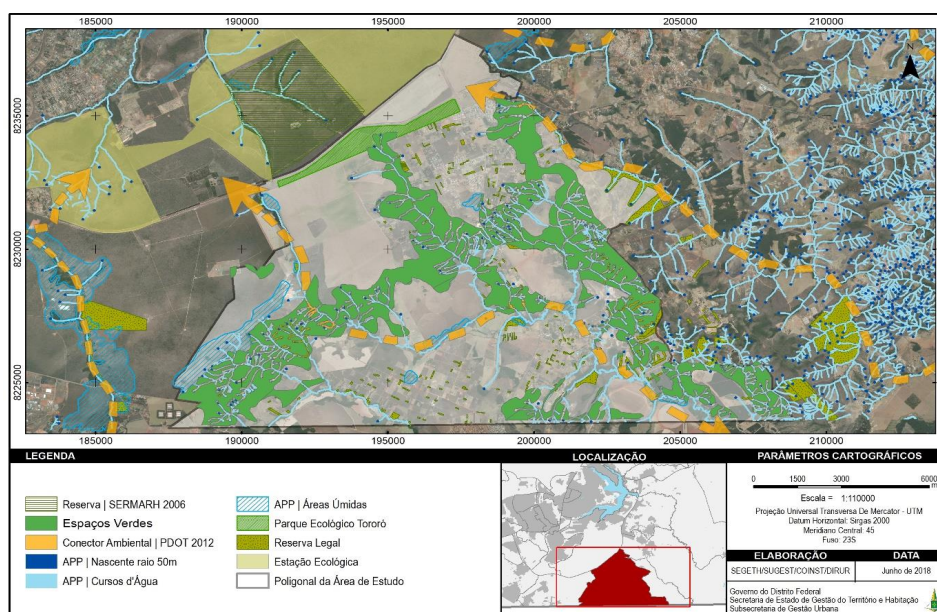 190000 195000 200000 205000 210000
8235000
8230000
8225000
8235000
8230000
8225000
185000 190000 195000 200000 205000 210000
LEGENDA
Reserva | SERMARH 2006
Espaços Verdes
Conector Ambiental | PDOT 2012
APP | Nascente raio 50m
APP | Cursos d'Água
APP | Áreas Úmidas
Parque Ecológico Tororó
Reserva Legal
Estação Ecológica
Poligonal da Área de Estudo
LOCALIZAÇÃO
PARÂMETROS CARTOGRÁFICOS
0 1500 3000 6000
m
Escala = 1:110000
Projeção Universal Transversa De Mercator - UTM
Datum Horizontal: Sirgas 2000
Meridiano Central: 45
Fuso: 23S
ELABORAÇÃO DATA
SEGETH/SUGEST/COINST/DIRUR Junho de 2018
Governo do Distrito Federal
Secretaria de Estado de Gestão do Território e Habitação
Subsecretaria de Gestão Urbana